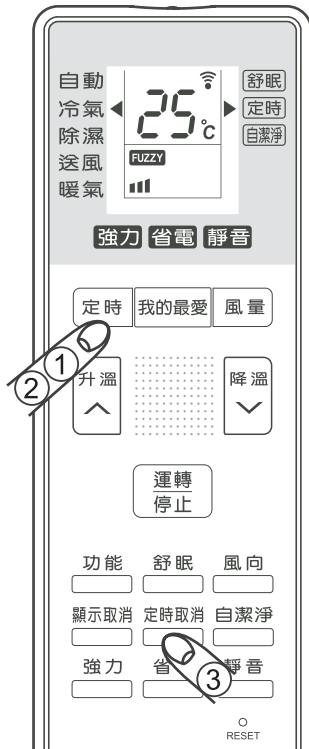 自動
舒眠
冷氣 25℃ 定時
除濕 自潔淨
送風 FUZZY
暖氣
強力 省電 靜音
定時 我的最愛 風量
①
②
升溫 降溫
運轉
停止
功能 舒眠 風向
顯示取消 定時取消 自潔淨
強力 省 靜音
③
RESET